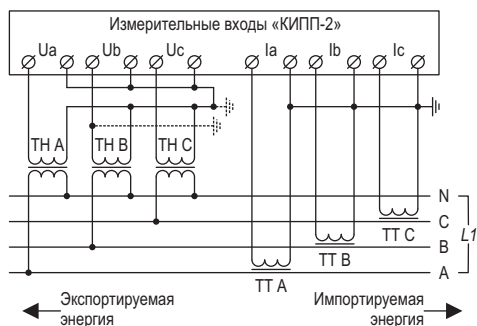 Измерительные входы «КИПП-2»
Ua Ub Uc Ia Ib Ic
ТН A ТН B ТН C
N
C
L1
ТТ C
B
ТТ B
A
ТТ A
Экспортируемая
энергия
Импортируемая
энергия